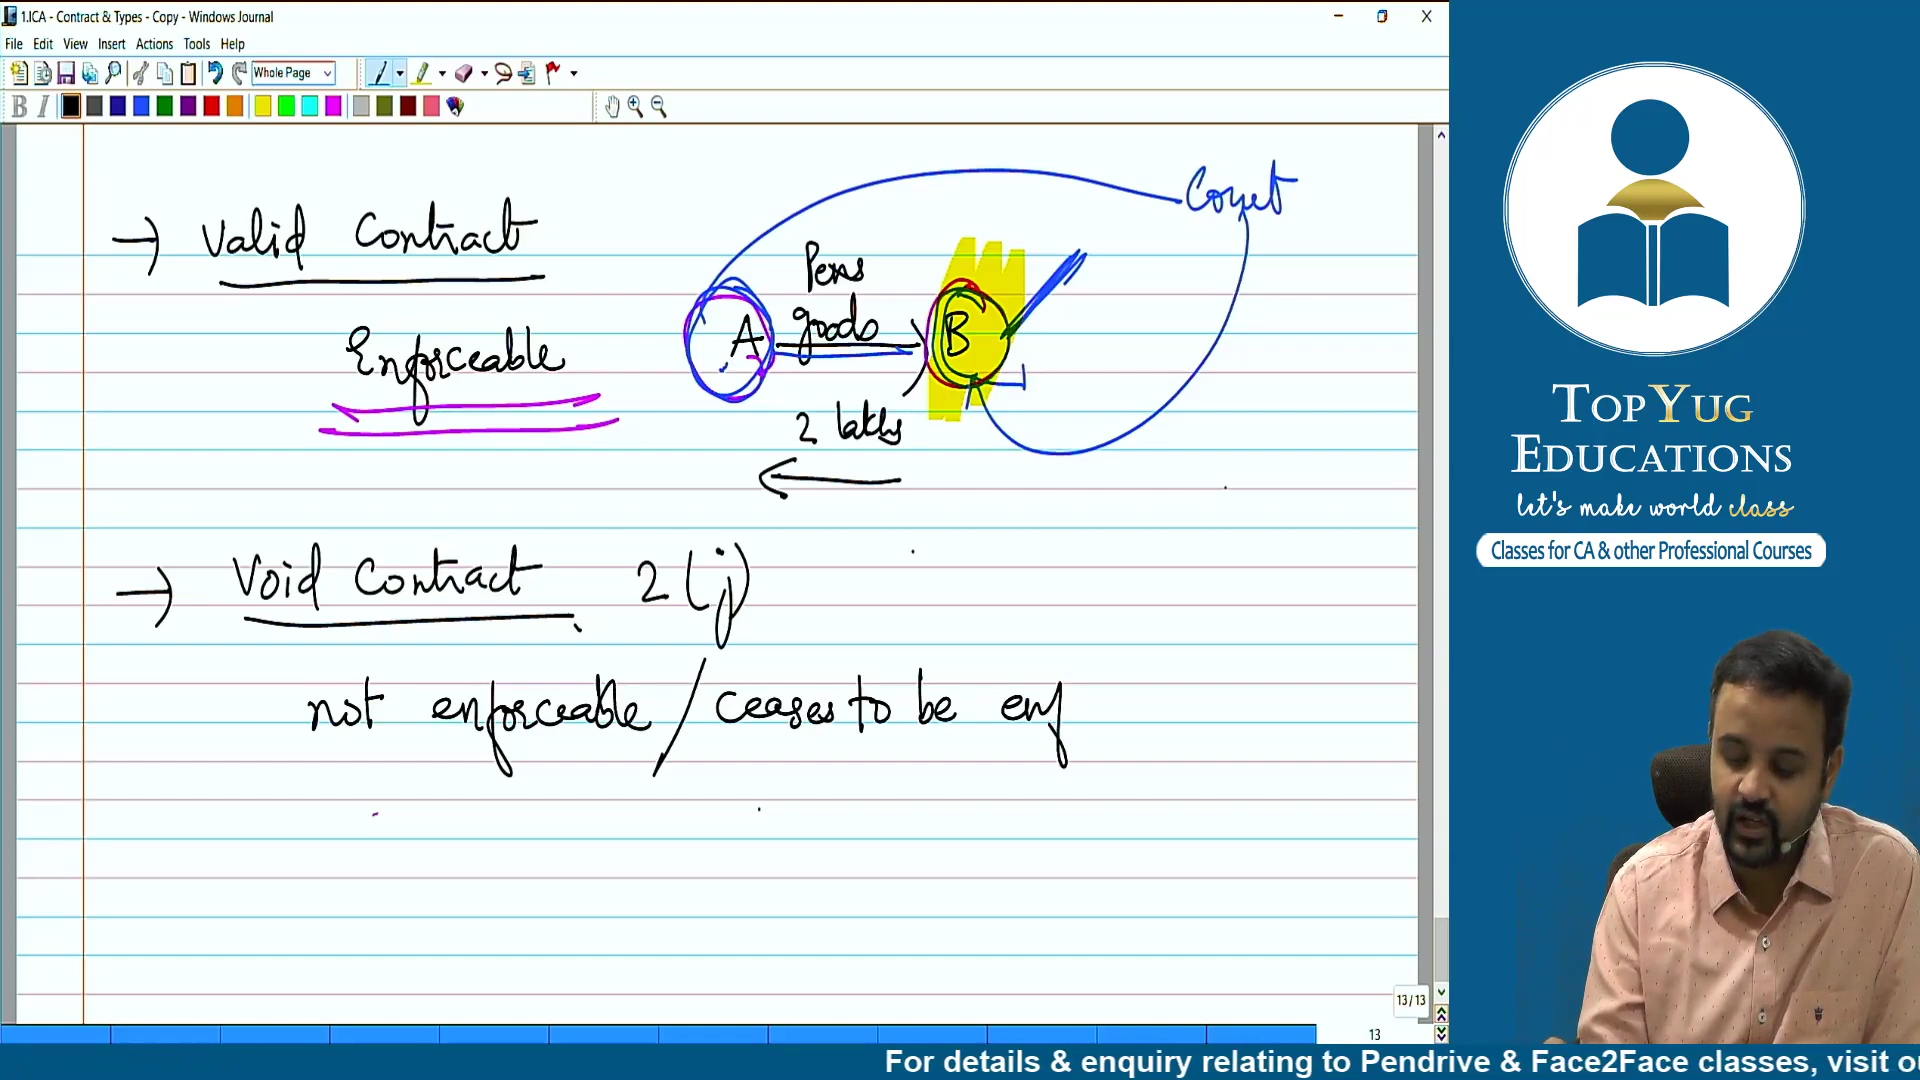 1.ICA - Contract & Types - Copy - Windows Journal
File Edit View Insert Actions Tools Help
Whole Page
B I
Court
→ Valid Contract
Pens
goods
A
B
Enforceable
2 lakhs
→ Void Contract 2(j)
not enforceable / ceases to be enf
13/13
13
TopYug
Educations
let's make world class
Classes for CA & other Professional Courses
For details & enquiry relating to Pendrive & Face2Face classes, visit